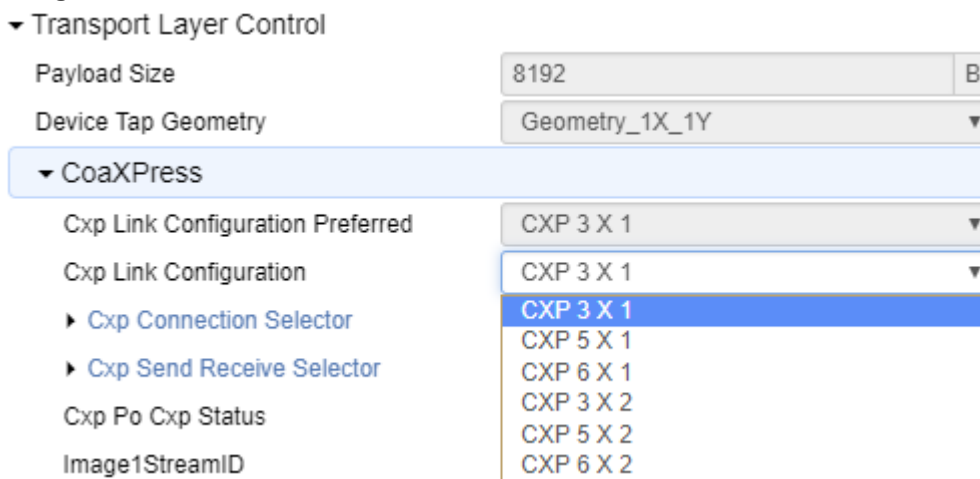 Transport Layer Control
Payload Size 8192 B
Device Tap Geometry Geometry_1X_1Y
CoaXPress
Cxp Link Configuration Preferred CXP 3 X 1
Cxp Link Configuration CXP 3 X 1
CXP 3 X 1
Cxp Connection Selector
CXP 5 X 1
Cxp Send Receive Selector
CXP 6 X 1
CXP 3 X 2
Cxp Po Cxp Status
CXP 5 X 2
Image1StreamID
CXP 6 X 2